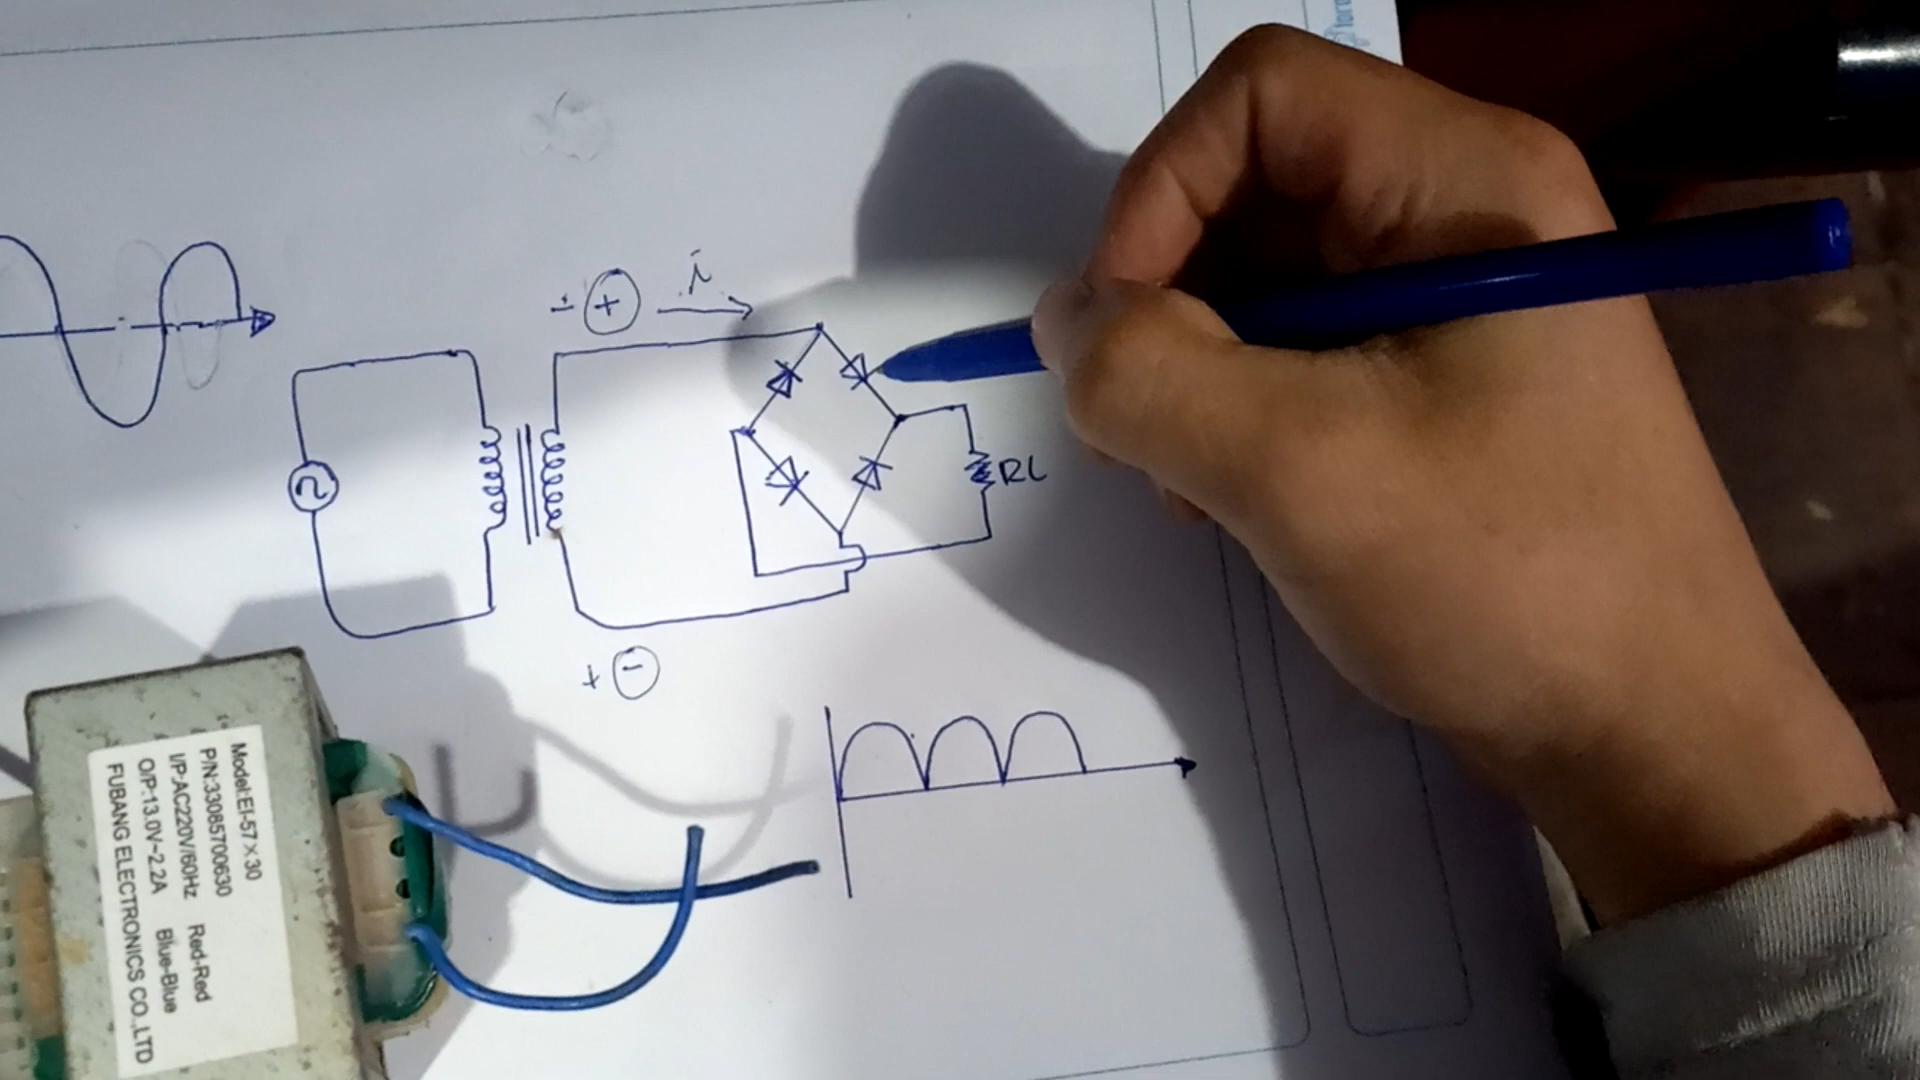 - + i
RL
+ -
Model:EI-57×30
P/N:33085700630
I/P:AC220V/60Hz Red-Red
O/P:13.0V~2.2A Blue-Blue
FUBANG ELECTRONICS CO.,LTD